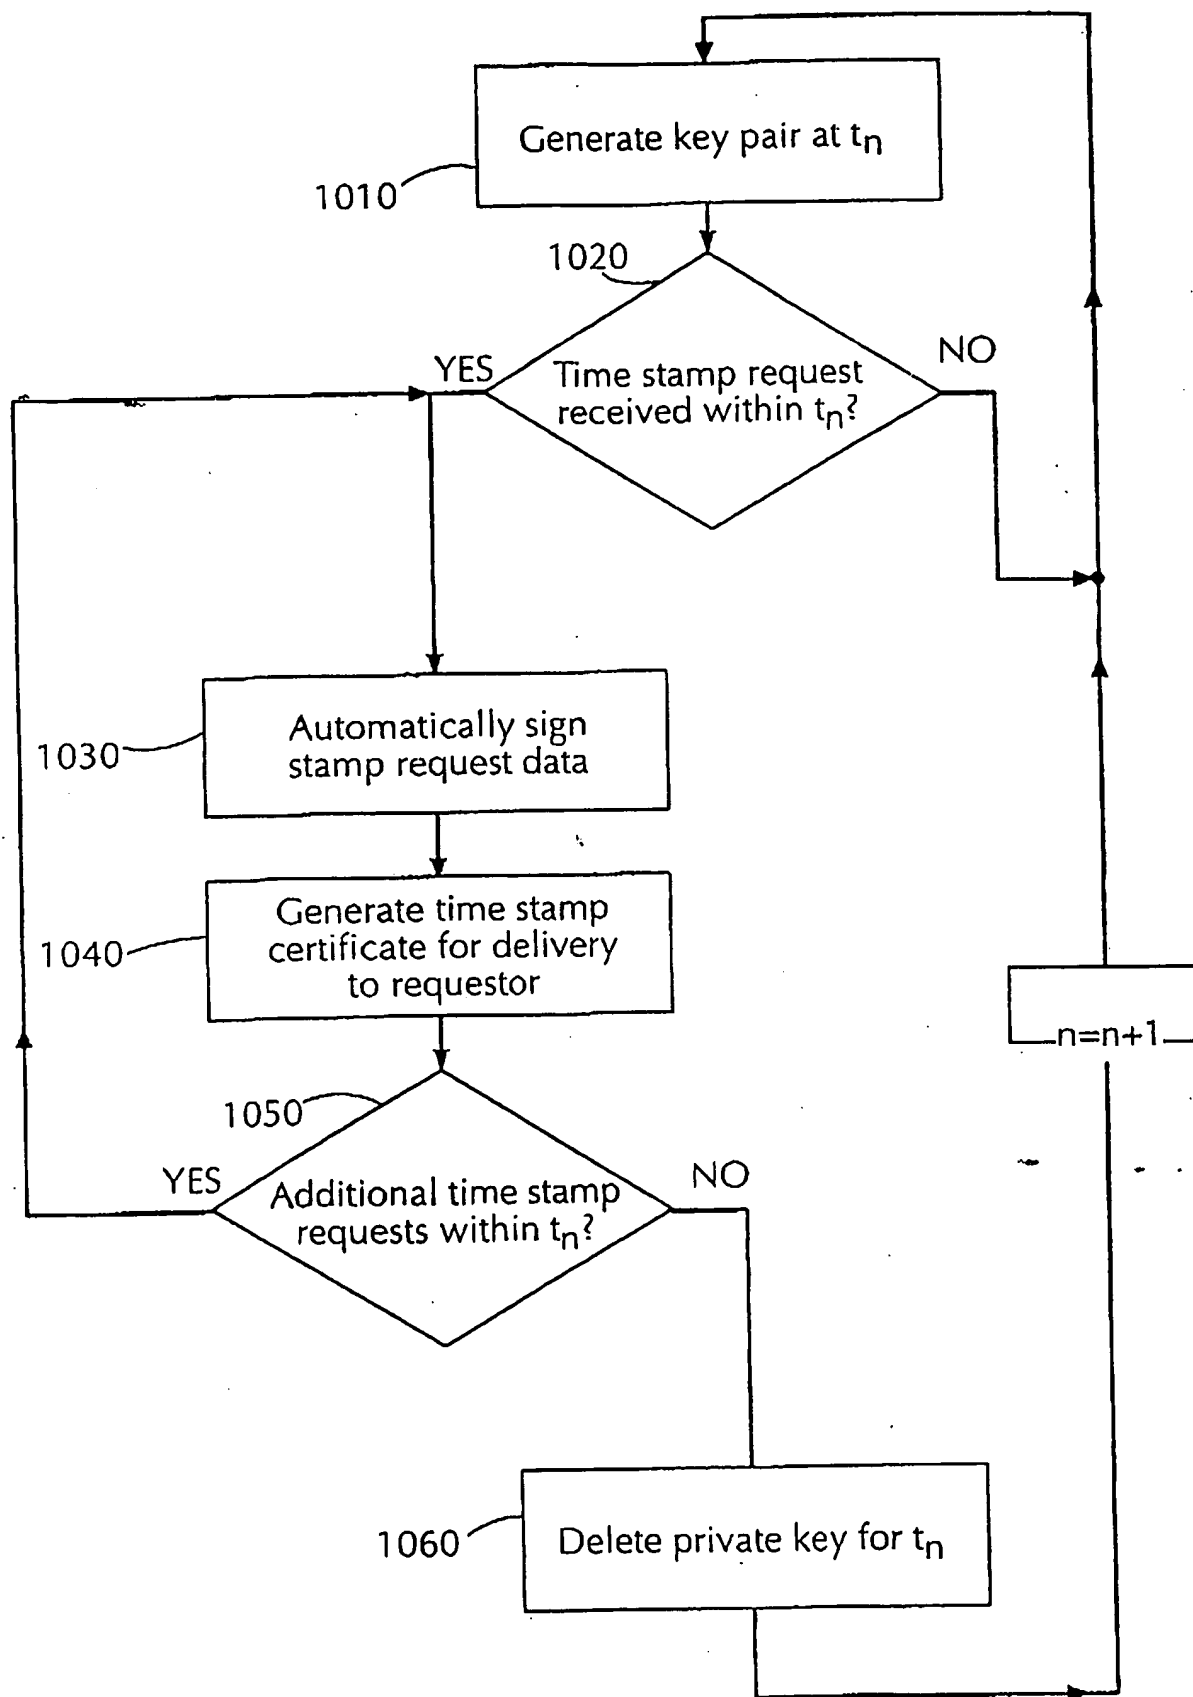 Generate key pair at tn
1010
1020
YES
NO
Time stamp request
received within tn?
1030
Automatically sign
stamp request data
1040
Generate time stamp
certificate for delivery
to requestor
n=n+1
1050
YES
NO
Additional time stamp
requests within tn?
1060
Delete private key for tn